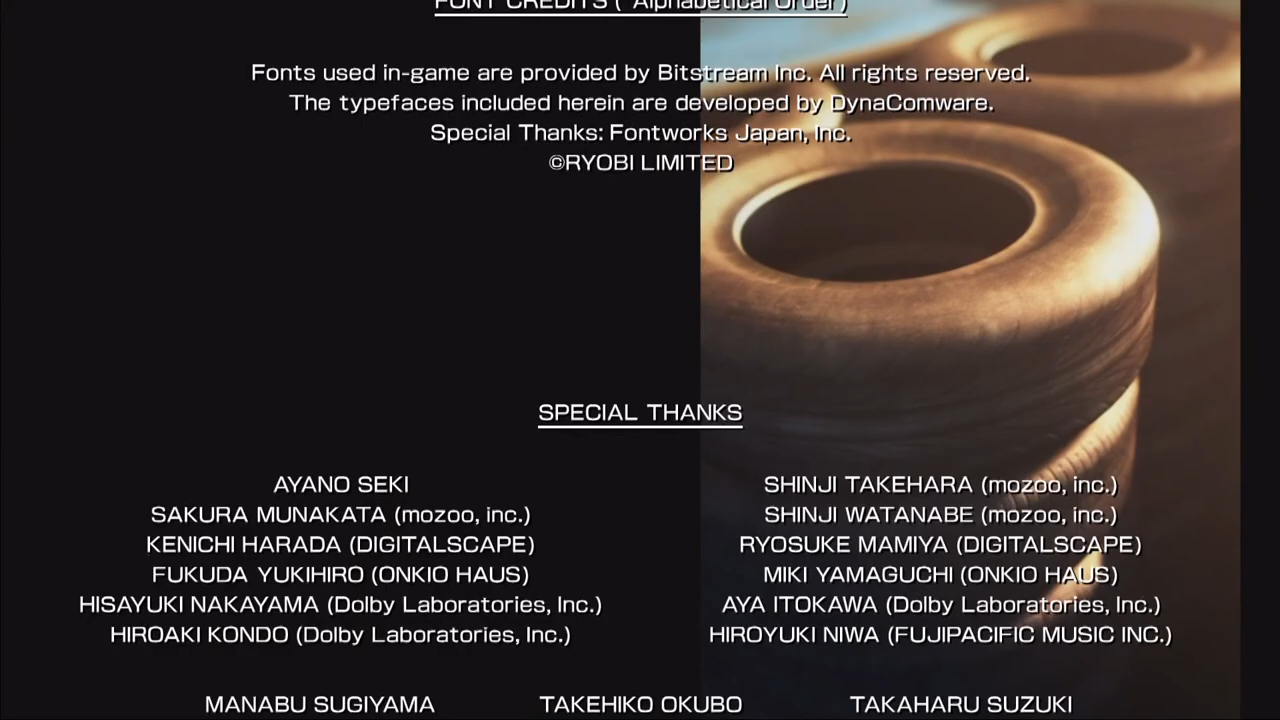 FONT CREDITS ( Alphabetical Order)
Fonts used in-game are provided by Bitstream Inc. All rights reserved.
The typefaces included herein are developed by DynaComware.
Special Thanks: Fontworks Japan, Inc.
©RYOBI LIMITED
SPECIAL THANKS
AYANO SEKI SHINJI TAKEHARA (mozoo, inc.)
SAKURA MUNAKATA (mozoo, inc.) SHINJI WATANABE (mozoo, inc.)
KENICHI HARADA (DIGITALSCAPE) RYOSUKE MAMIYA (DIGITALSCAPE)
FUKUDA YUKIHIRO (ONKIO HAUS) MIKI YAMAGUCHI (ONKIO HAUS)
HISAYUKI NAKAYAMA (Dolby Laboratories, Inc.) AYA ITOKAWA (Dolby Laboratories, Inc.)
HIROAKI KONDO (Dolby Laboratories, Inc.) HIROYUKI NIWA (FUJIPACIFIC MUSIC INC.)
MANABU SUGIYAMA TAKEHIKO OKUBO TAKAHARU SUZUKI